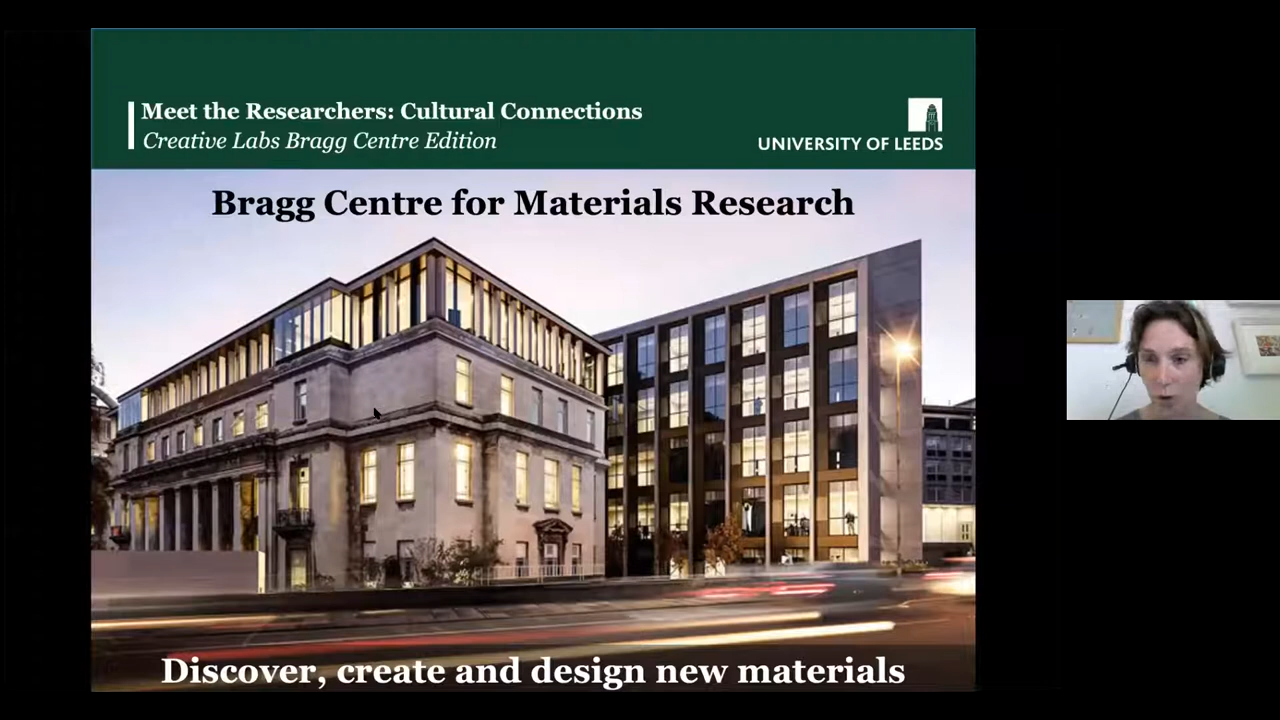 Meet the Researchers: Cultural Connections
Creative Labs Bragg Centre Edition
UNIVERSITY OF LEEDS
Bragg Centre for Materials Research
Discover, create and design new materials